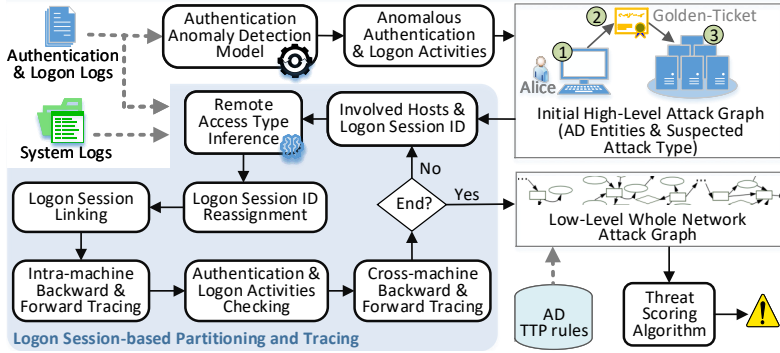 Authentication
& Logon Logs
System Logs
Authentication
Anomaly Detection
Model
Anomalous
Authentication
& Logon Activities
1
2
3
Golden-Ticket
Alice
Initial High-Level Attack Graph
(AD Entities & Suspected
Attack Type)
Involved Hosts &
Logon Session ID
Remote
Access Type
Inference
Logon Session ID
Reassignment
Logon Session
Linking
Intra-machine
Backward &
Forward Tracing
Authentication &
Logon Activities
Checking
Cross-machine
Backward &
Forward Tracing
End?
No
Yes
Logon Session-based Partitioning and Tracing
...
...
...
Low-Level Whole Network
Attack Graph
AD
TTP rules
Threat
Scoring
Algorithm